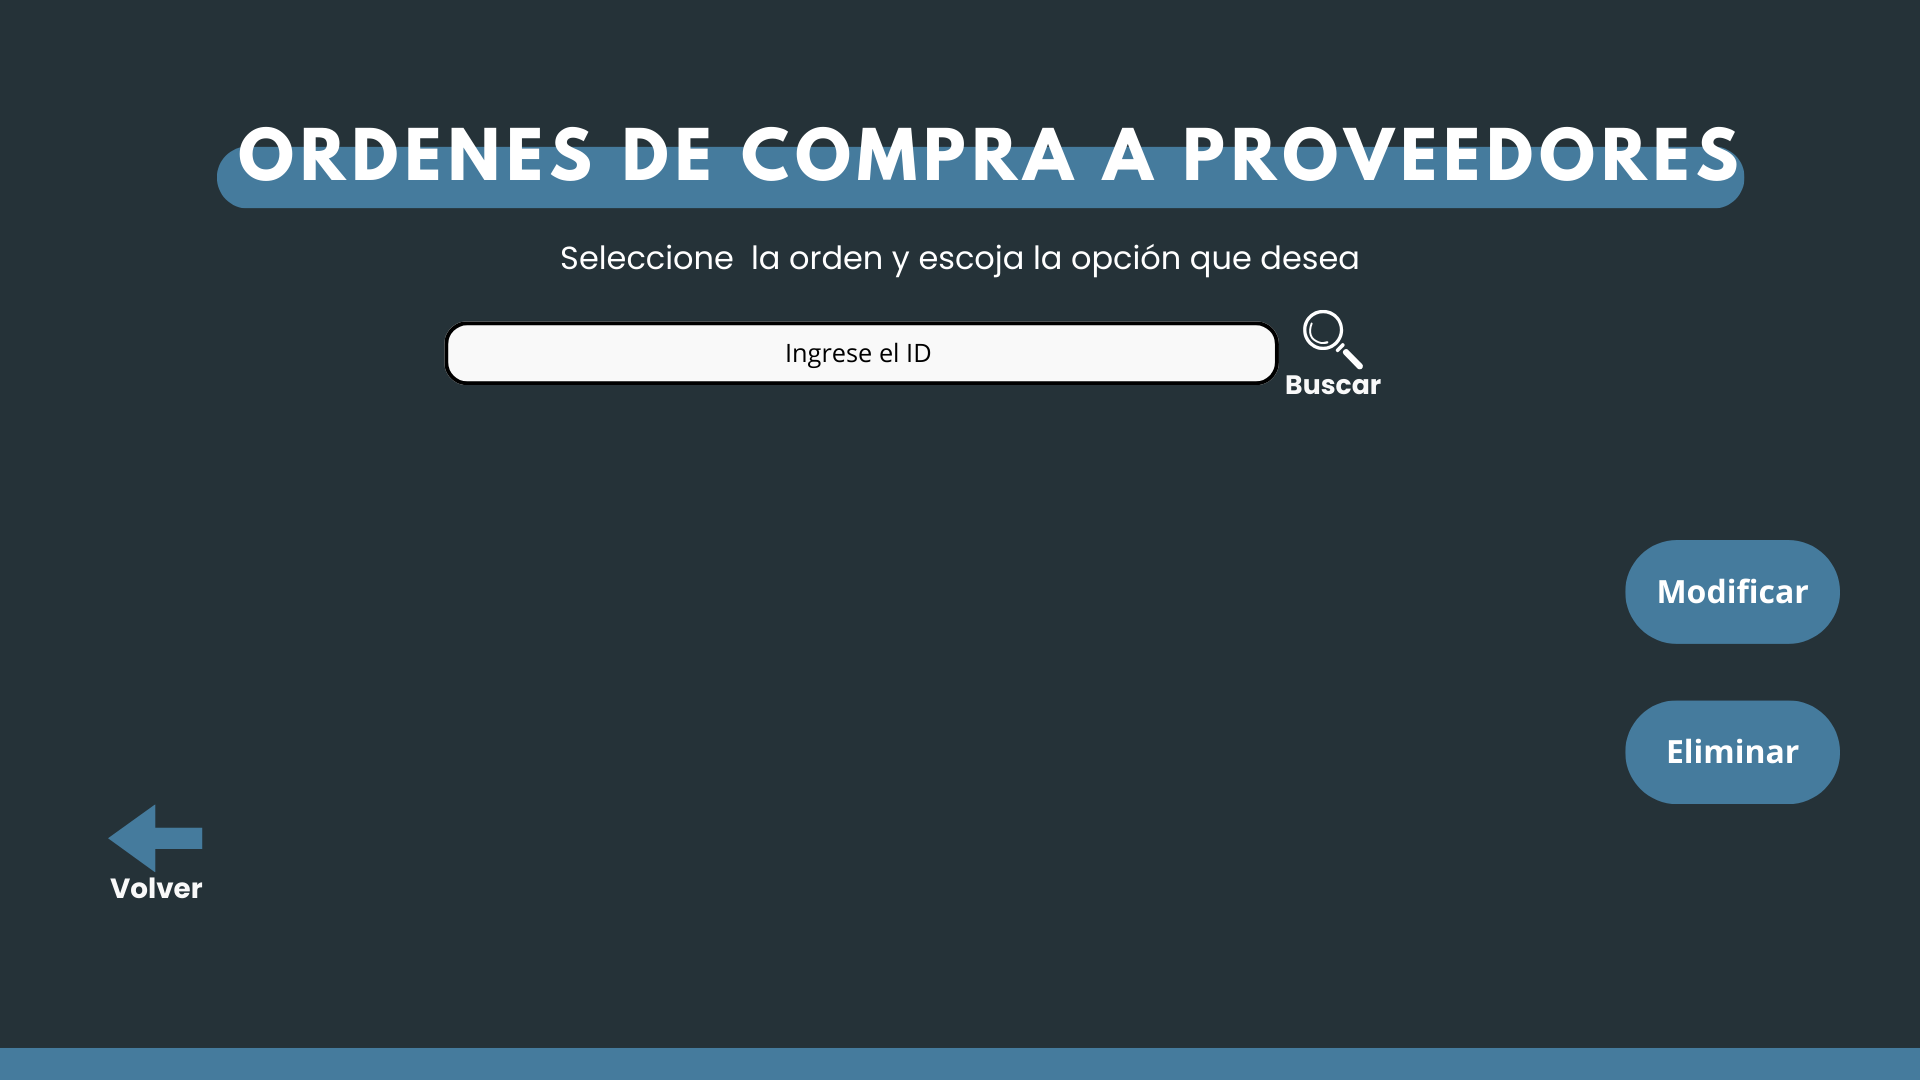 ORDENES DE COMPRA A PROVEEDORES
Seleccione  la orden y escoja la opción que desea
Ingrese el ID
Buscar
Modificar
Eliminar
Volver